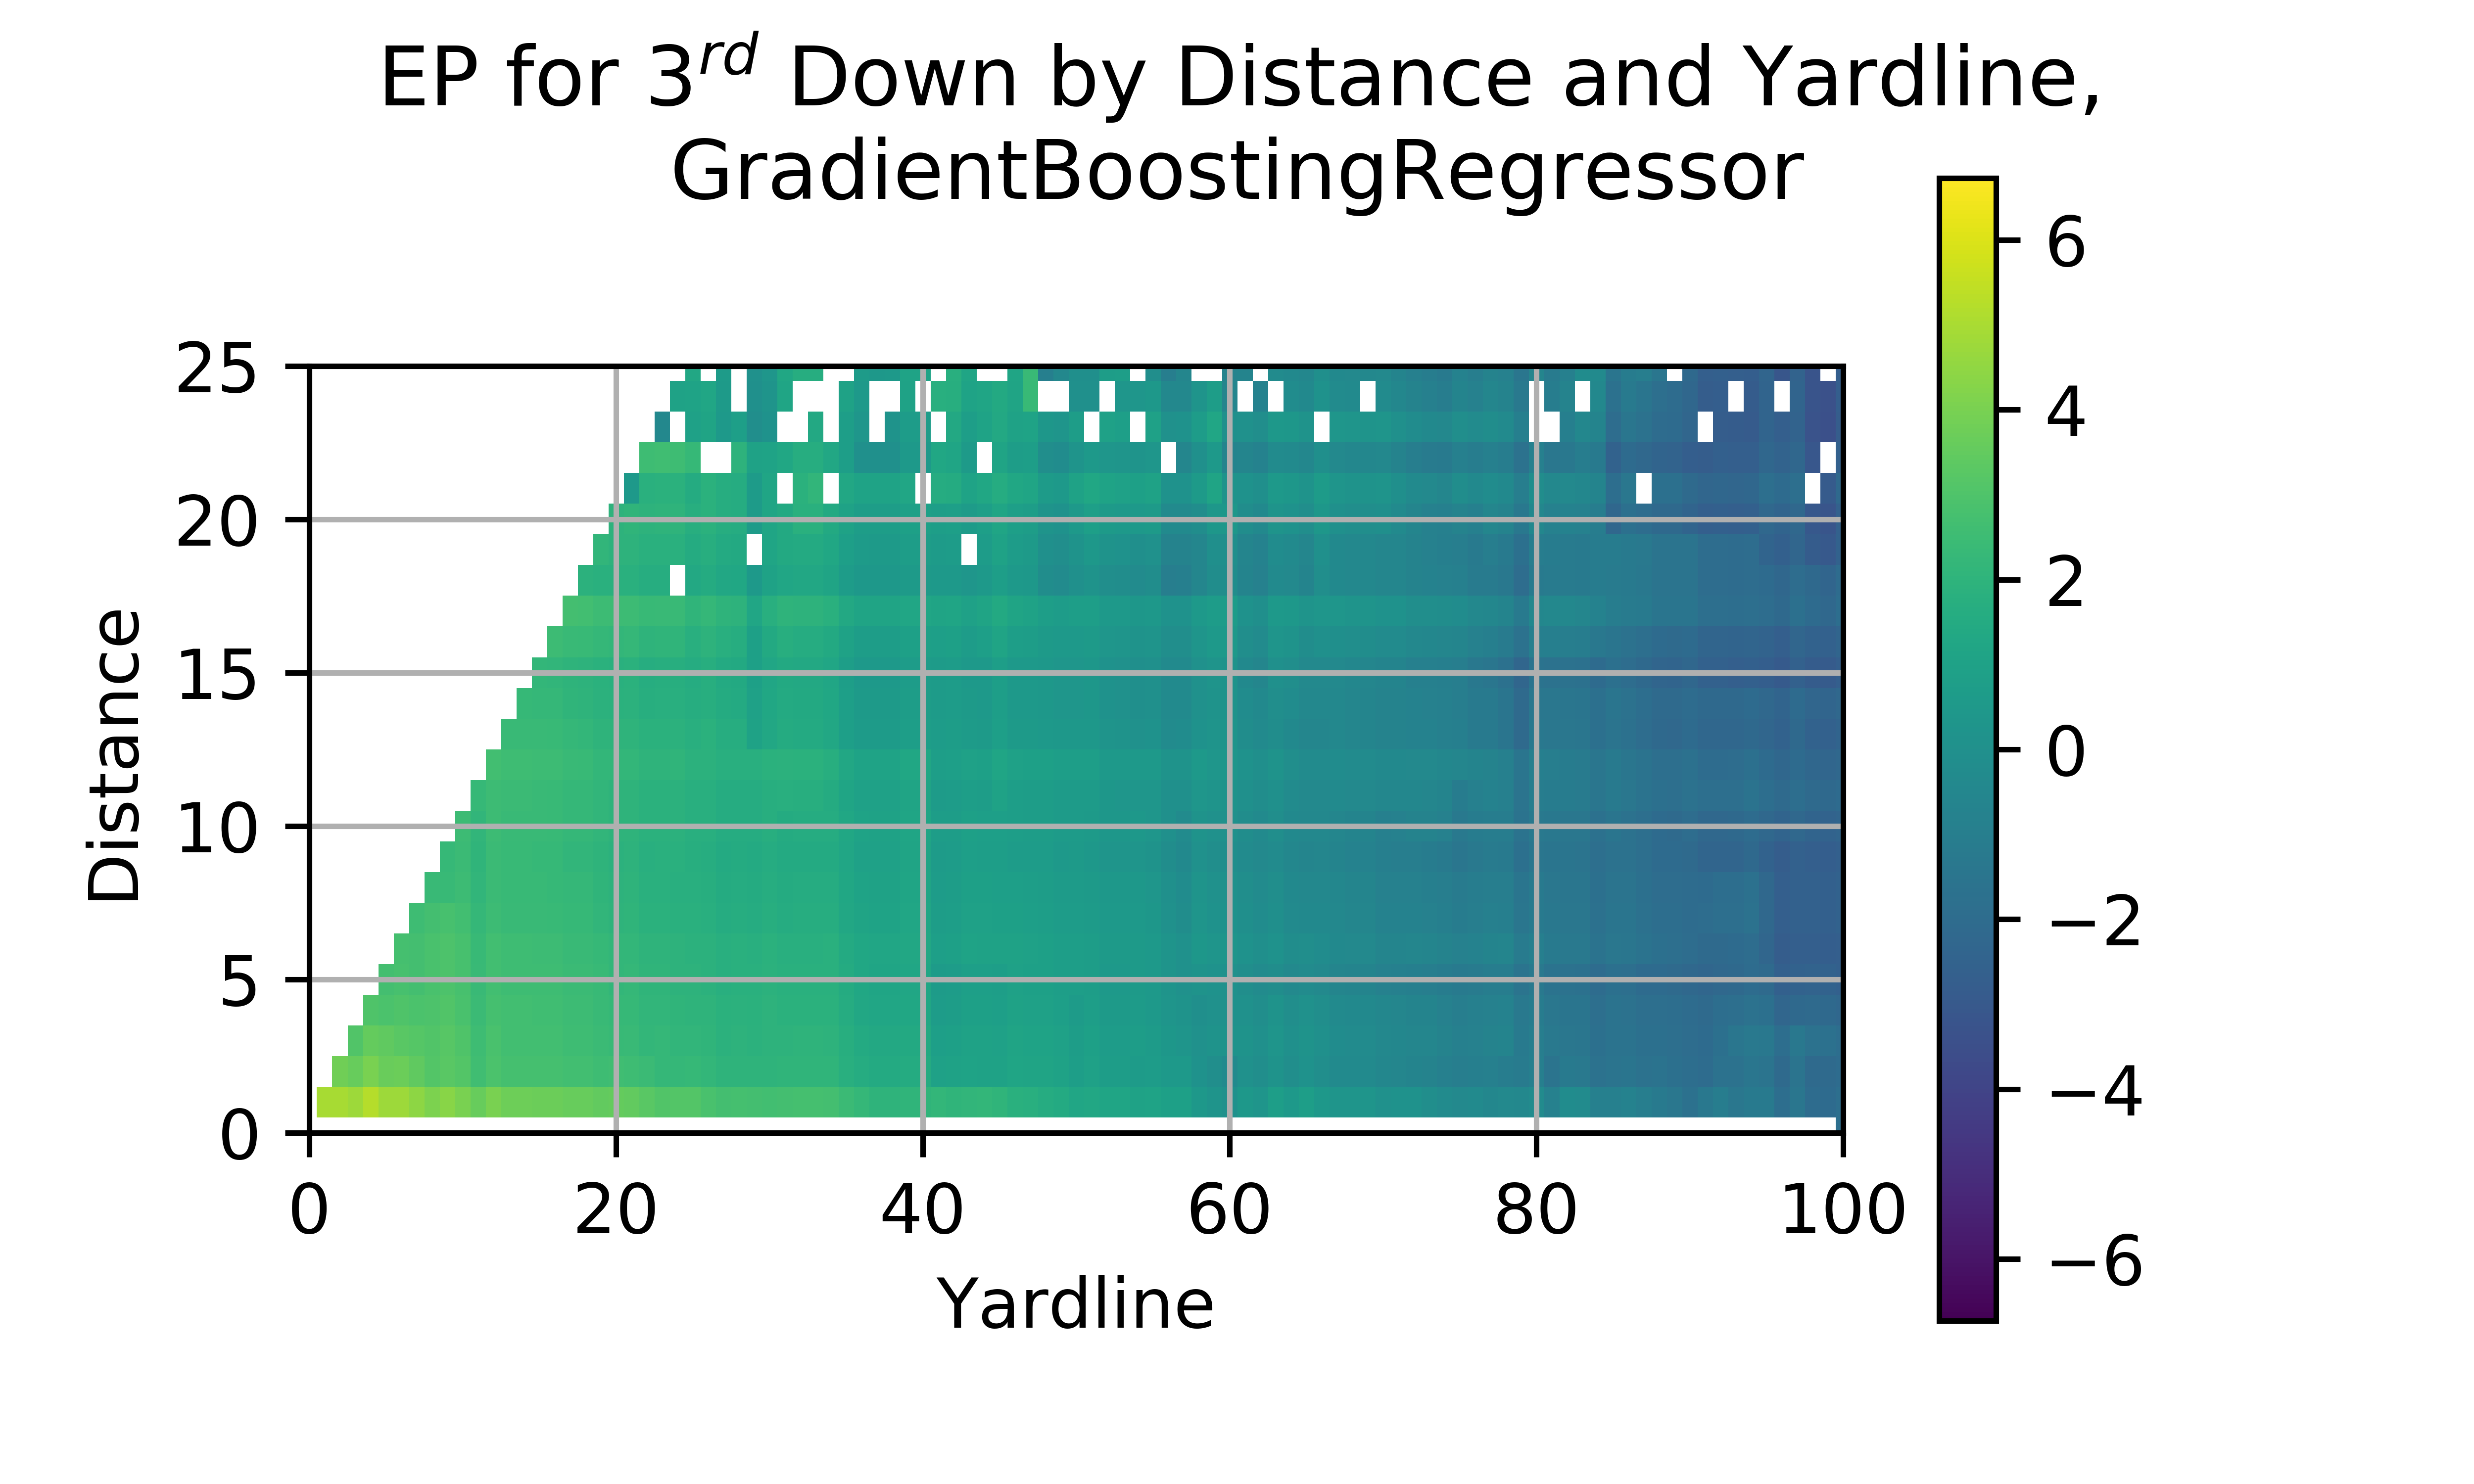 EP for 3rd Down by Distance and Yardline,
GradientBoostingRegressor
Distance
25
20
15
10
5
0
0 20 40 60 80 100
Yardline
6
4
2
0
−2
−4
−6